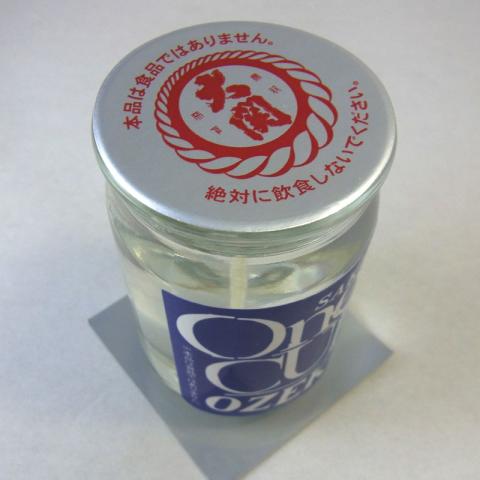 本品は食品ではありません。
大関
絶対に飲食しないでください。
SAKE
One
CUP
OZEKI